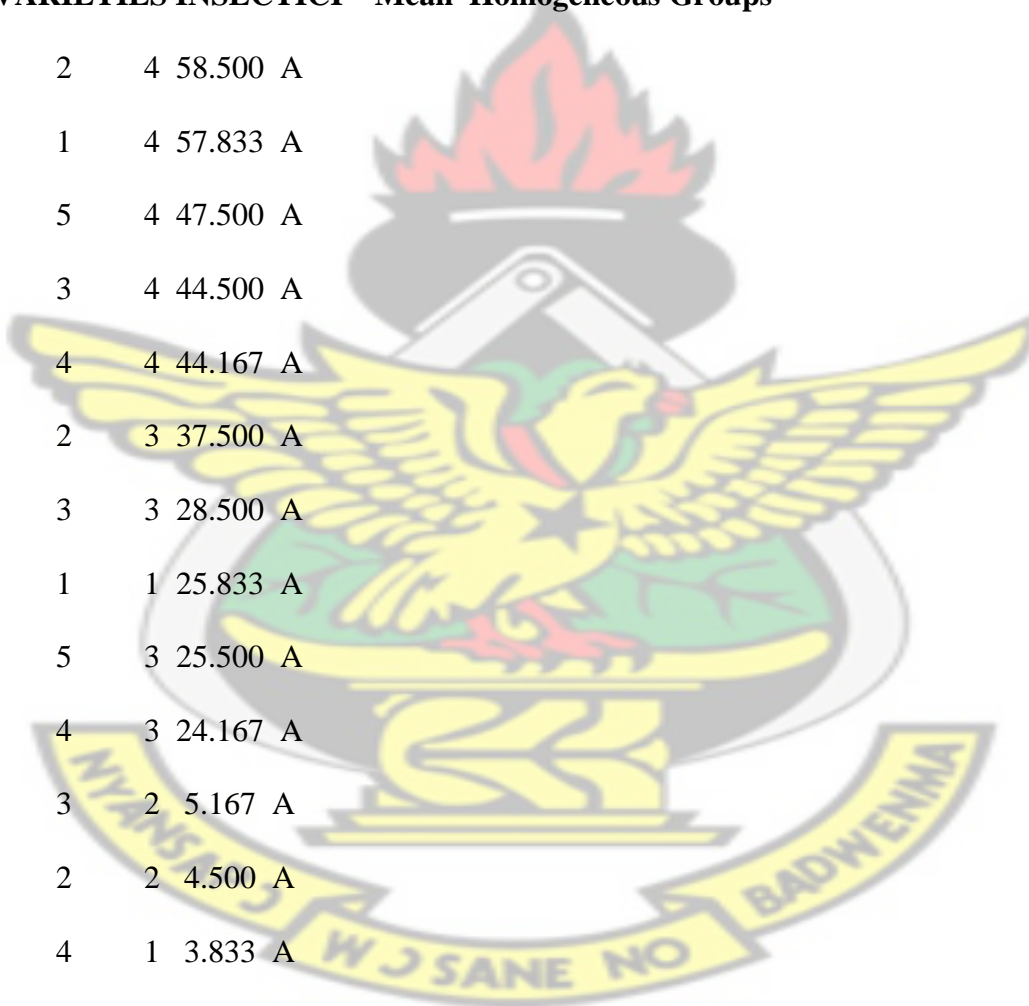 VARIETIES INSECTICI Mean Homogeneous Groups
2 4 58.500 A
1 4 57.833 A
5 4 47.500 A
3 4 44.500 A
4 4 44.167 A
2 3 37.500 A
3 3 28.500 A
1 1 25.833 A
5 3 25.500 A
4 3 24.167 A
3 2 5.167 A
2 2 4.500 A
4 1 3.833 A
NYANSAPƆ WƆ SANE NO BADWENMA